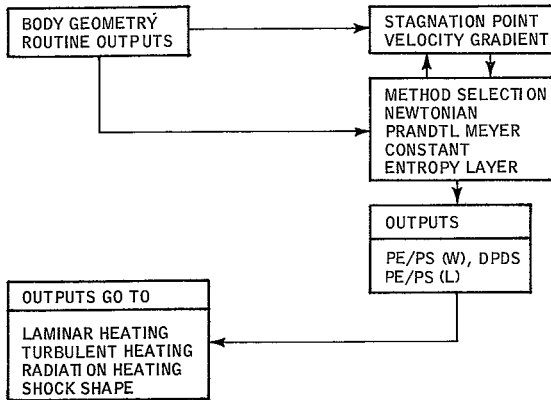 BODY GEOMETRY
ROUTINE OUTPUTS
STAGNATION POINT
VELOCITY GRADIENT
METHOD SELECTION
NEWTONIAN
PRANDTL MEYER
CONSTANT
ENTROPY LAYER
OUTPUTS
PE/PS (W), DPDS
PE/PS (L)
OUTPUTS GO TO
LAMINAR HEATING
TURBULENT HEATING
RADIATION HEATING
SHOCK SHAPE